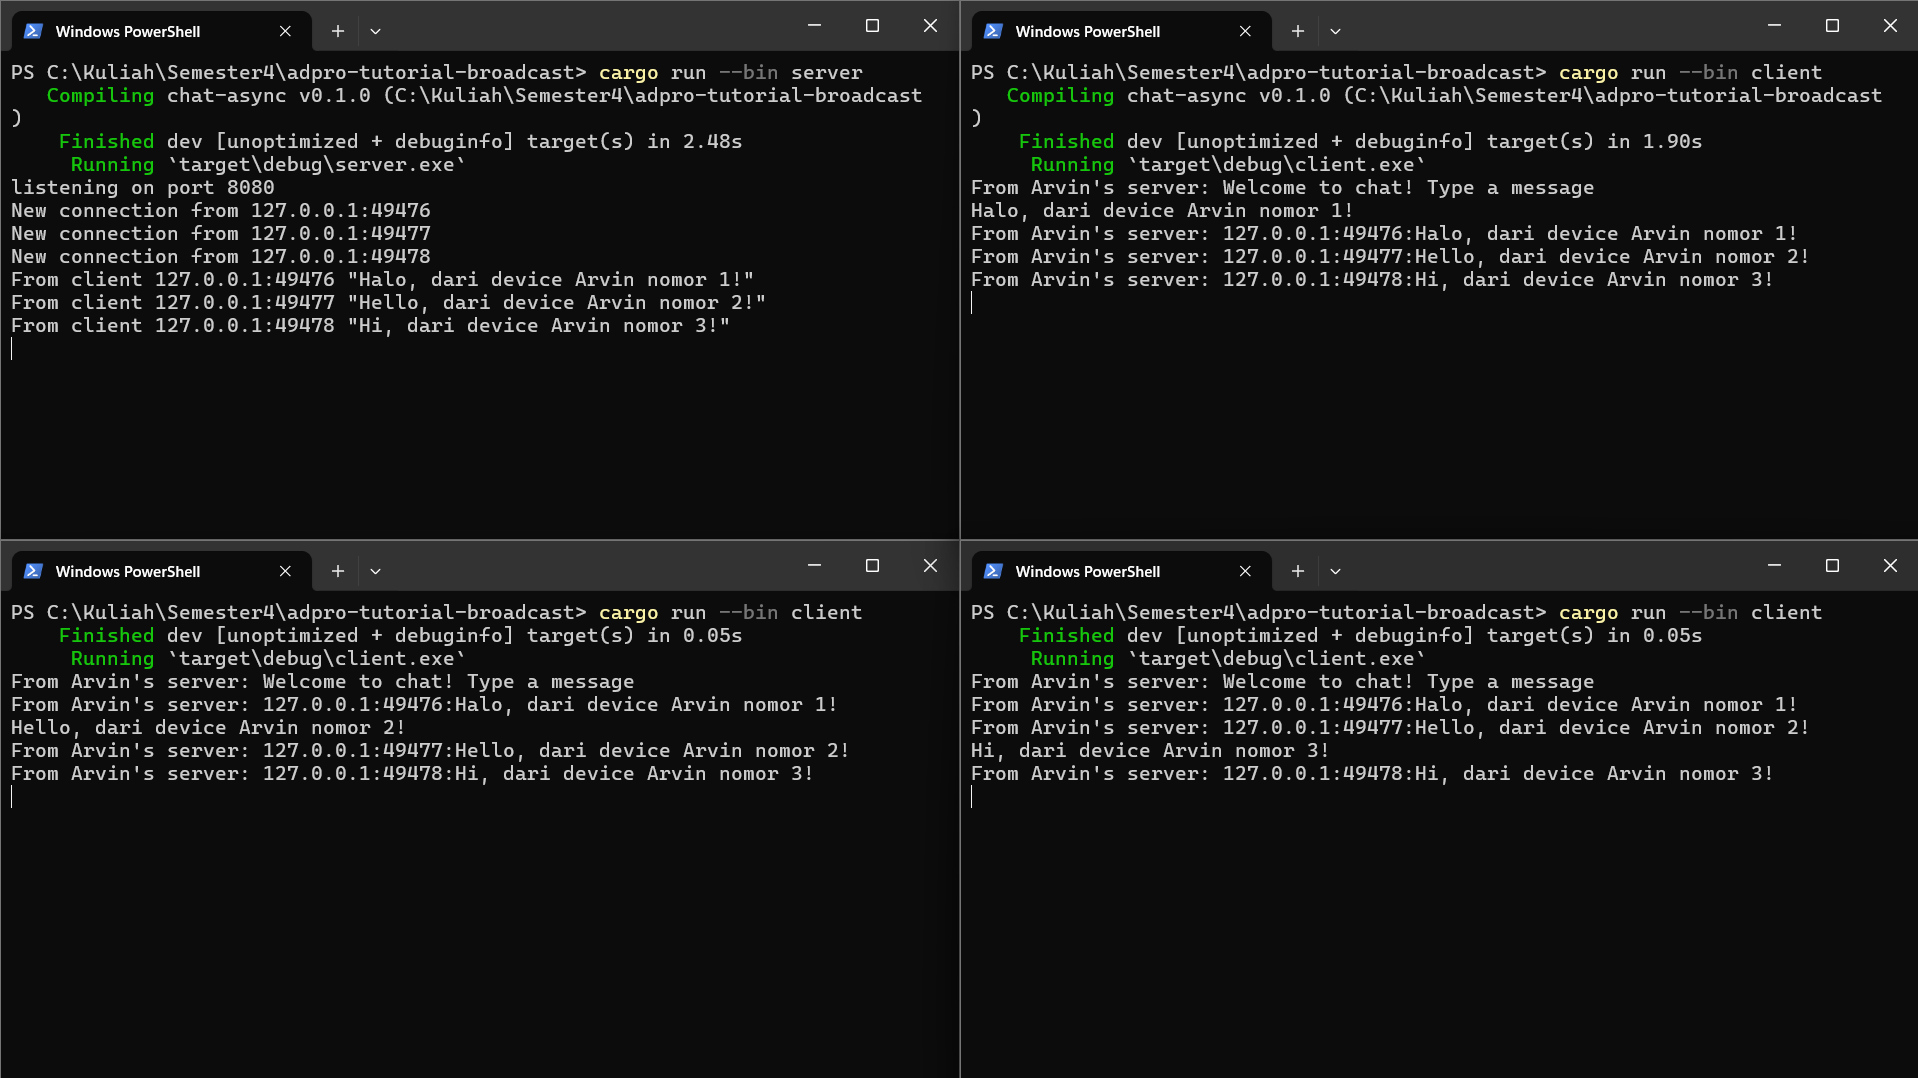 Windows PowerShell
PS C:\Kuliah\Semester4\adpro-tutorial-broadcast> cargo run --bin server
Compiling chat-async v0.1.0 (C:\Kuliah\Semester4\adpro-tutorial-broadcast
)
Finished dev [unoptimized + debuginfo] target(s) in 2.48s
Running `target\debug\server.exe`
listening on port 8080
New connection from 127.0.0.1:49476
New connection from 127.0.0.1:49477
New connection from 127.0.0.1:49478
From client 127.0.0.1:49476 "Halo, dari device Arvin nomor 1!"
From client 127.0.0.1:49477 "Hello, dari device Arvin nomor 2!"
From client 127.0.0.1:49478 "Hi, dari device Arvin nomor 3!"
Windows PowerShell
PS C:\Kuliah\Semester4\adpro-tutorial-broadcast> cargo run --bin client
Compiling chat-async v0.1.0 (C:\Kuliah\Semester4\adpro-tutorial-broadcast
)
Finished dev [unoptimized + debuginfo] target(s) in 1.90s
Running `target\debug\client.exe`
From Arvin's server: Welcome to chat! Type a message
Halo, dari device Arvin nomor 1!
From Arvin's server: 127.0.0.1:49476:Halo, dari device Arvin nomor 1!
From Arvin's server: 127.0.0.1:49477:Hello, dari device Arvin nomor 2!
From Arvin's server: 127.0.0.1:49478:Hi, dari device Arvin nomor 3!
Windows PowerShell
PS C:\Kuliah\Semester4\adpro-tutorial-broadcast> cargo run --bin client
Finished dev [unoptimized + debuginfo] target(s) in 0.05s
Running `target\debug\client.exe`
From Arvin's server: Welcome to chat! Type a message
From Arvin's server: 127.0.0.1:49476:Halo, dari device Arvin nomor 1!
Hello, dari device Arvin nomor 2!
From Arvin's server: 127.0.0.1:49477:Hello, dari device Arvin nomor 2!
From Arvin's server: 127.0.0.1:49478:Hi, dari device Arvin nomor 3!
Windows PowerShell
PS C:\Kuliah\Semester4\adpro-tutorial-broadcast> cargo run --bin client
Finished dev [unoptimized + debuginfo] target(s) in 0.05s
Running `target\debug\client.exe`
From Arvin's server: Welcome to chat! Type a message
From Arvin's server: 127.0.0.1:49476:Halo, dari device Arvin nomor 1!
From Arvin's server: 127.0.0.1:49477:Hello, dari device Arvin nomor 2!
Hi, dari device Arvin nomor 3!
From Arvin's server: 127.0.0.1:49478:Hi, dari device Arvin nomor 3!